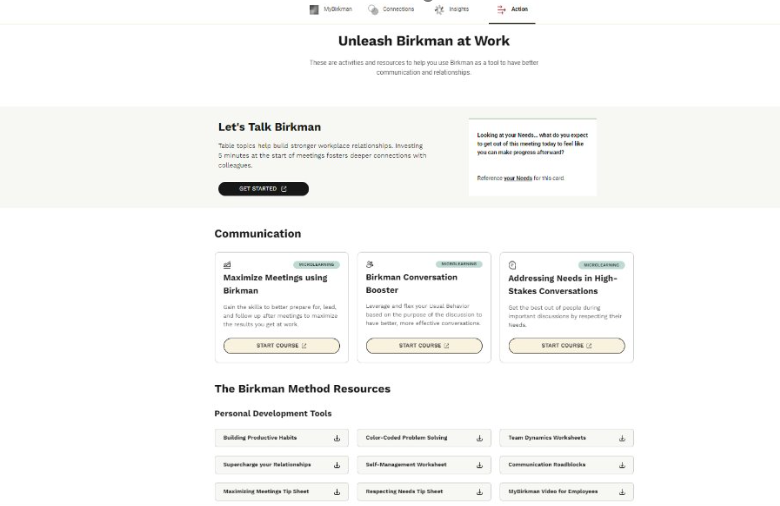 MyBirkman
Connections
Insights
Action
Unleash Birkman at Work
These are activities and resources to help you use Birkman as a tool to have better
communication and relationships.
Let's Talk Birkman
Table topics help build stronger workplace relationships. Investing
5 minutes at the start of meetings fosters deeper connections with
colleagues.
GET STARTED
Looking at your Needs... what do you expect
to get out of this meeting today to feel like
you can make progress afterward?
Reference your Needs for this card
Communication
MICROLEARNING
Maximize Meetings using
Birkman
Gain the skills to better prepare for, lead,
and follow up after meetings to maximize
the results you get at work.
START COURSE
MICROLEARNING
Birkman Conversation
Booster
Leverage and flex your Usual Behavior
based on the purpose of the discussion to
have better, more effective conversations.
START COURSE
MICROLEARNING
Addressing Needs in High-
Stakes Conversations
Get the best out of people during
important discussions by respecting their
Needs.
START COURSE
The Birkman Method Resources
Personal Development Tools
Building Productive Habits
Color-Coded Problem Solving
Team Dynamics Worksheets
Supercharge your Relationships
Self-Management Worksheet
Communication Roadblocks
Maximizing Meetings Tip Sheet
Respecting Needs Tip Sheet
MyBirkman Video for Employees